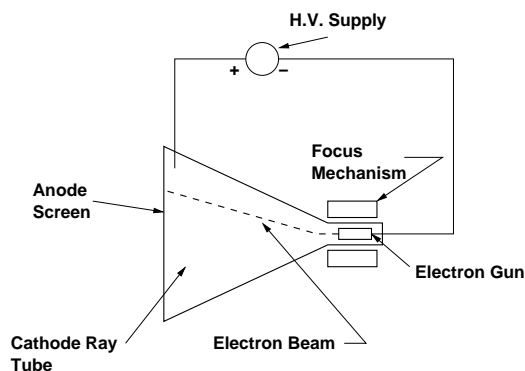 H.V. Supply
+ −
Focus
Mechanism
Anode
Screen
Electron Gun
Cathode Ray
Tube
Electron Beam